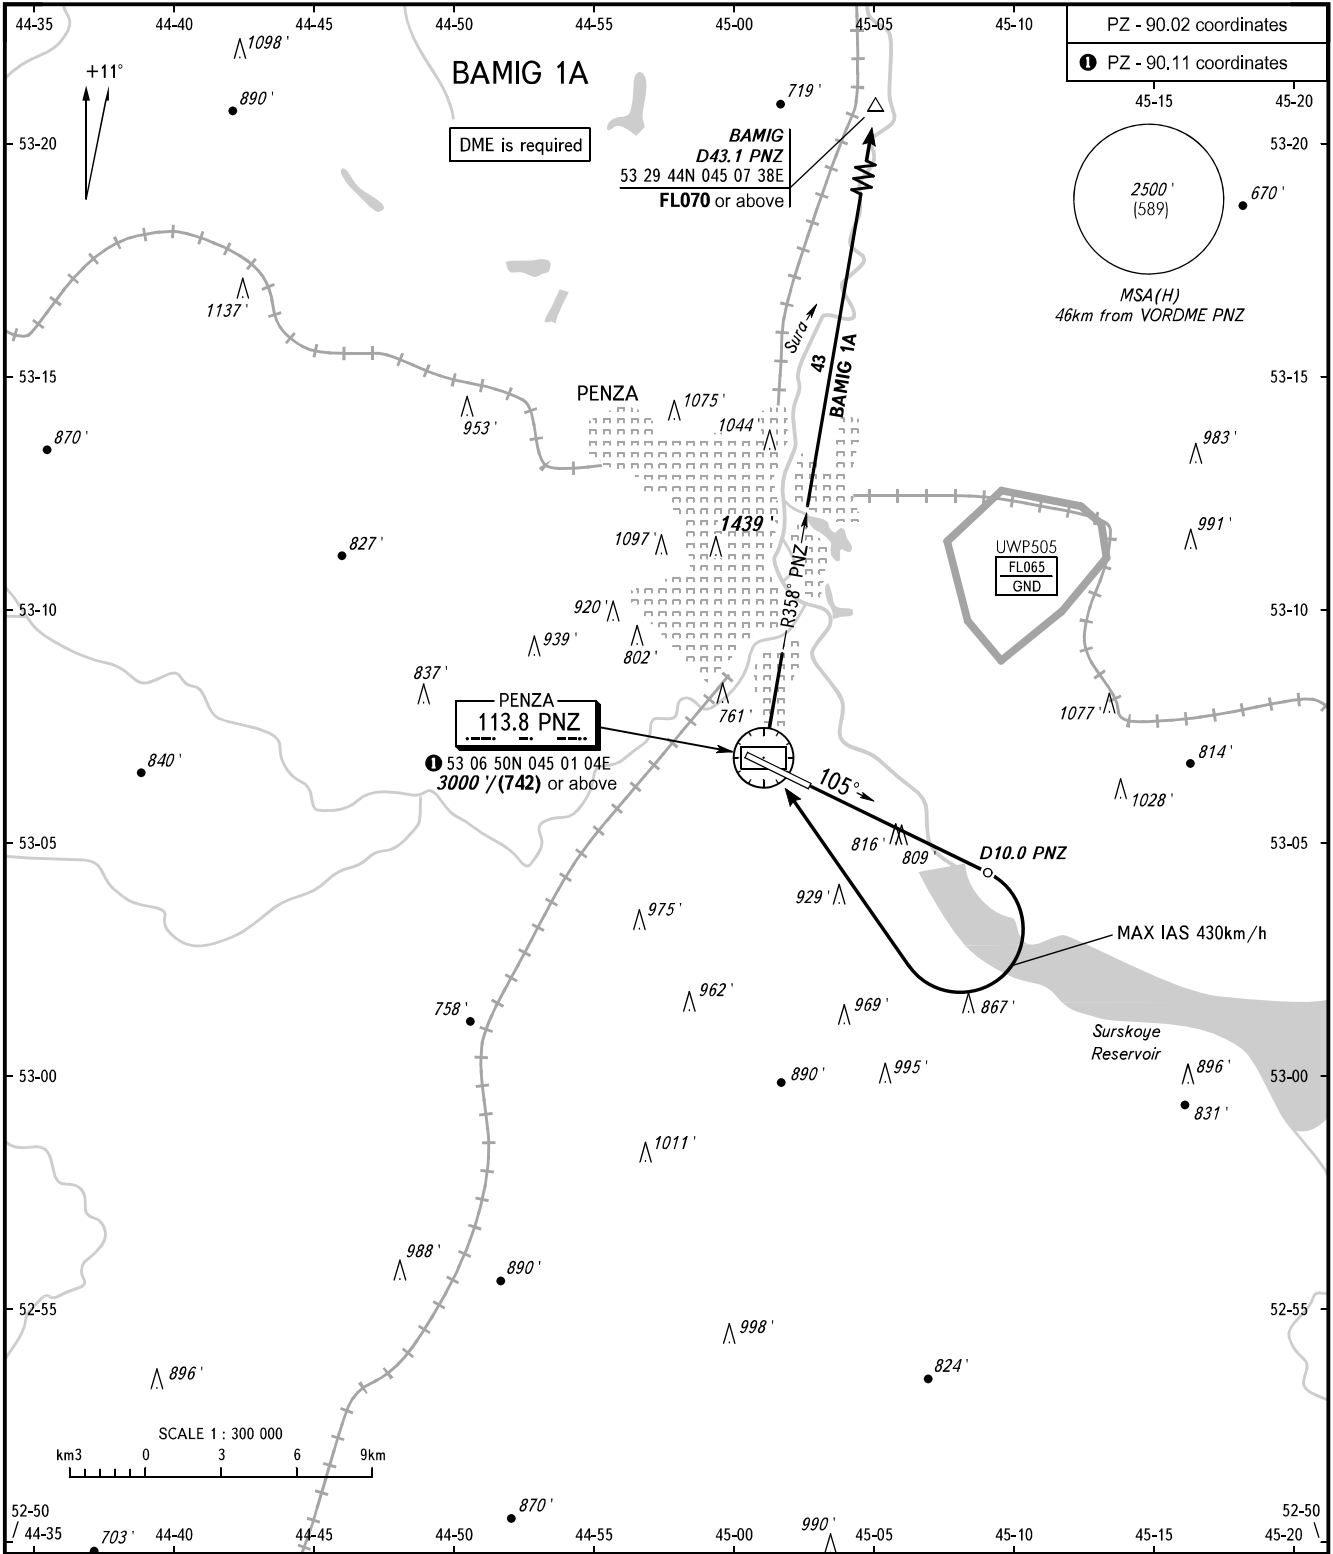 44-35 44-40 44-45 44-50 44-55 45-00 45-05 45-10
PZ - 90.02 coordinates
❶ PZ - 90.11 coordinates
45-15 45-20
1098'
+11°
BAMIG 1A
890'
719'
DME is required
BAMIG
D43.1 PNZ
53 29 44N 045 07 38E
FL070 or above
53-20
53-20
2500'
(589)
670'
MSA(H)
46km from VORDME PNZ
1137'
Sura
43
BAMIG 1A
53-15
53-15
PENZA
1075'
953'
1044'
870'
983'
1439'
1097'
827'
991'
R358° PNZ
UWP505
FL065
GND
53-10
53-10
920'
939'
802'
837'
761'
1077'
PENZA
113.8 PNZ
❶ 53 06 50N 045 01 04E
3000'/(742) or above
840'
814'
105°
1028'
53-05
53-05
816'
809'
D10.0 PNZ
929'
975'
MAX IAS 430km/h
962'
969'
867'
758'
Surskoye
Reservoir
53-00
53-00
890'
995'
896'
831'
1011'
988'
890'
52-55
52-55
998'
824'
896'
SCALE 1 : 300 000
km3 0 3 6 9km
870'
990'
52-50
52-50
703'
44-35 44-40 44-45 44-50 44-55 45-00 45-05 45-10 45-15 45-20